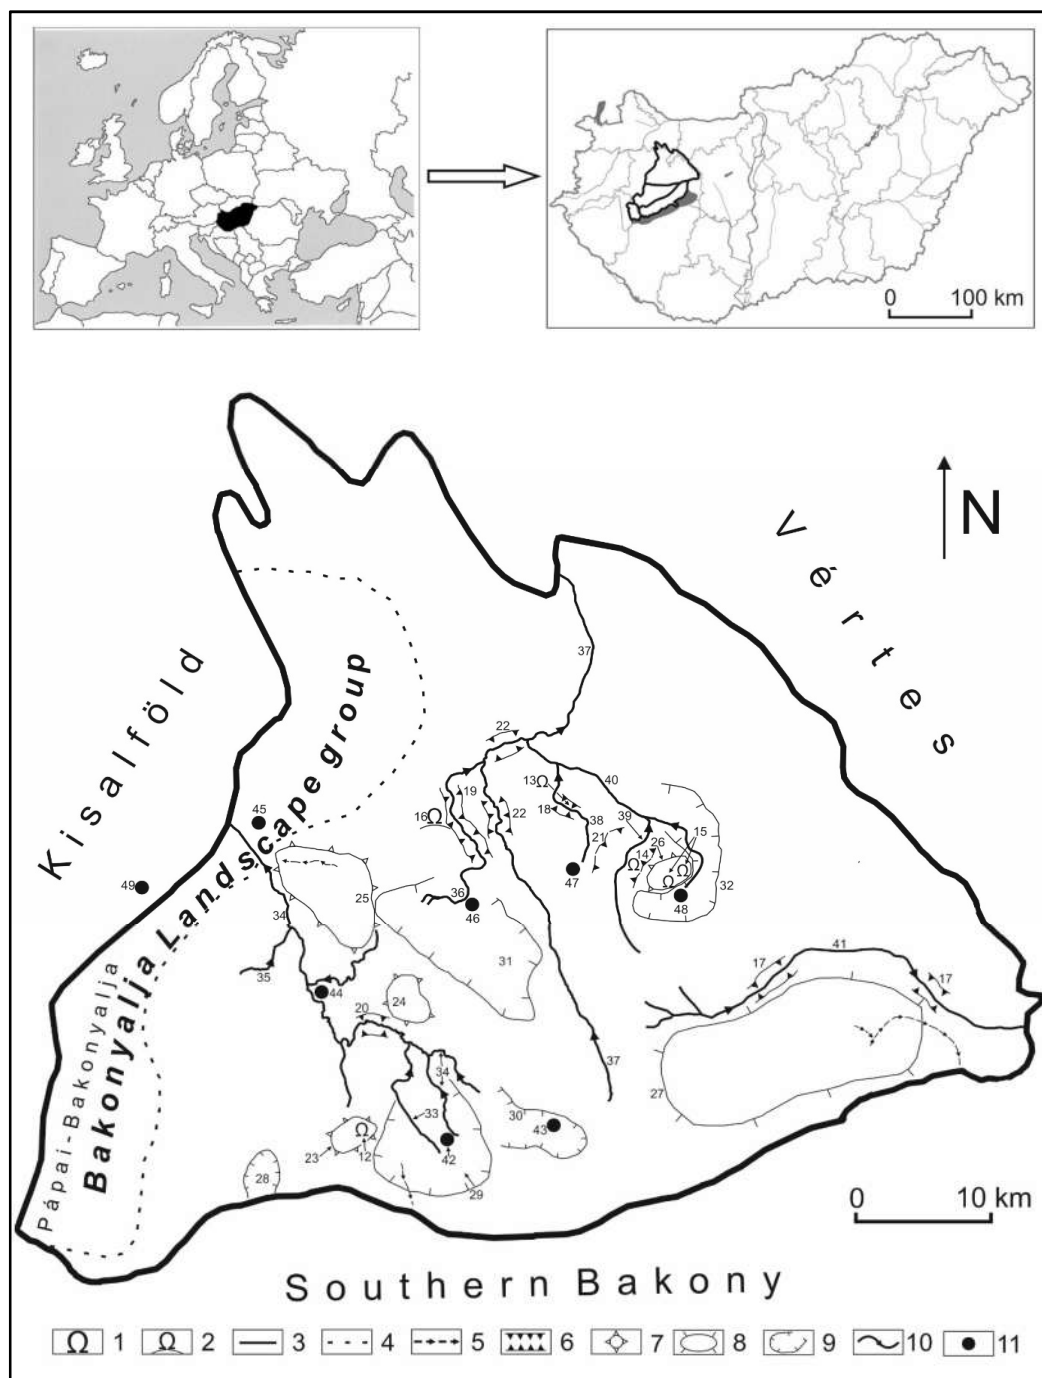 0 100 km
N
Vértes
Kisalföld
Bakonyalja Landscape group
Pápai-Bakonyalja
37
22
19
13 Ω
40
16 Ω
22
18
38
39
15
45
21
26
14
Ω
Ω Ω
32
49
25
36
46
47
48
34
31
41
35
17
17
44
24
20
34
37
27
33
30
43
Ω
23
12
42
28
29
0 10 km
Southern Bakony
Ω 1 Ω 2 3 4 5 6 7 8 9 10 11